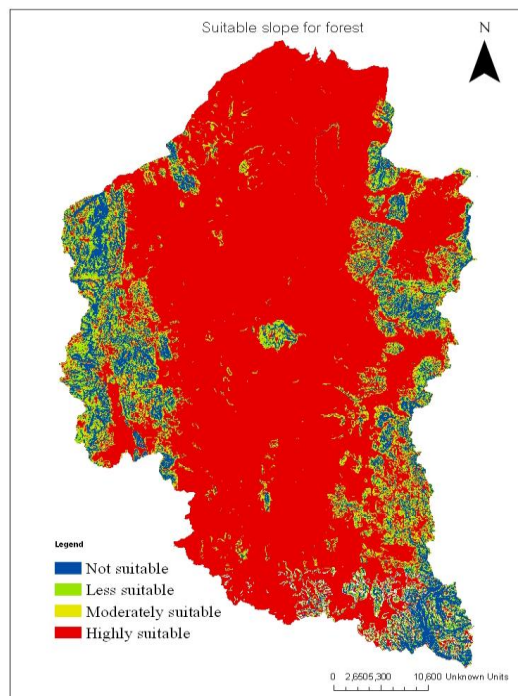 Suitable slope for forest
N
Legend
Not suitable
Less suitable
Moderately suitable
Highly suitable
0 2,6505,300 10,600 Unknown Units